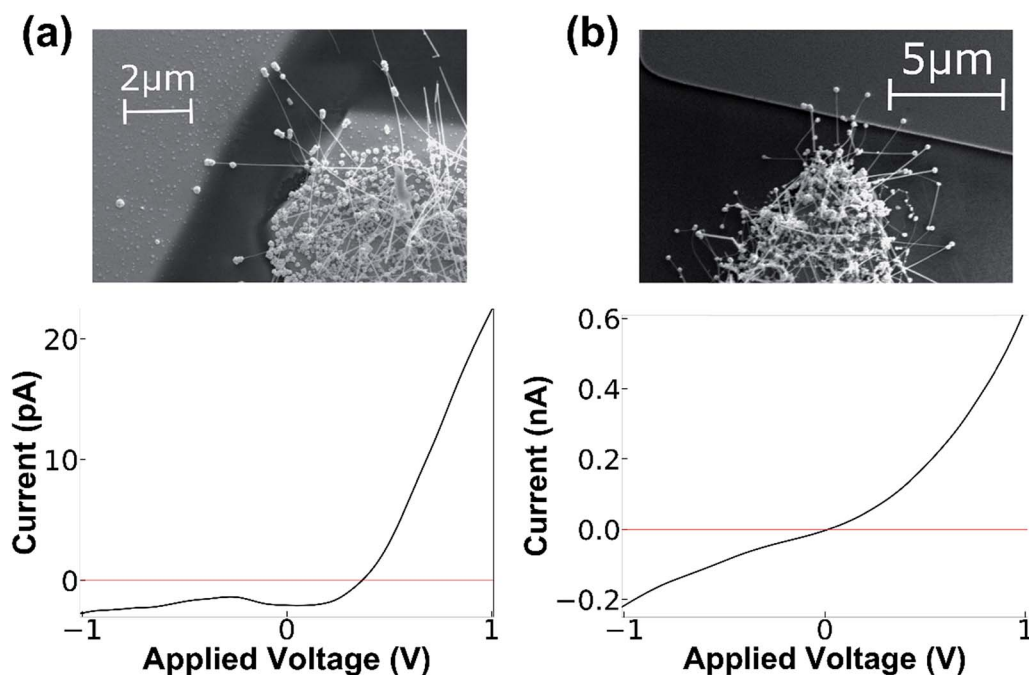 (a)
2μm
(b)
5μm
Current (pA)
20
10
0
−1
0
1
Applied Voltage (V)
Current (nA)
0.6
0.4
0.2
0.0
−0.2
−1
0
1
Applied Voltage (V)